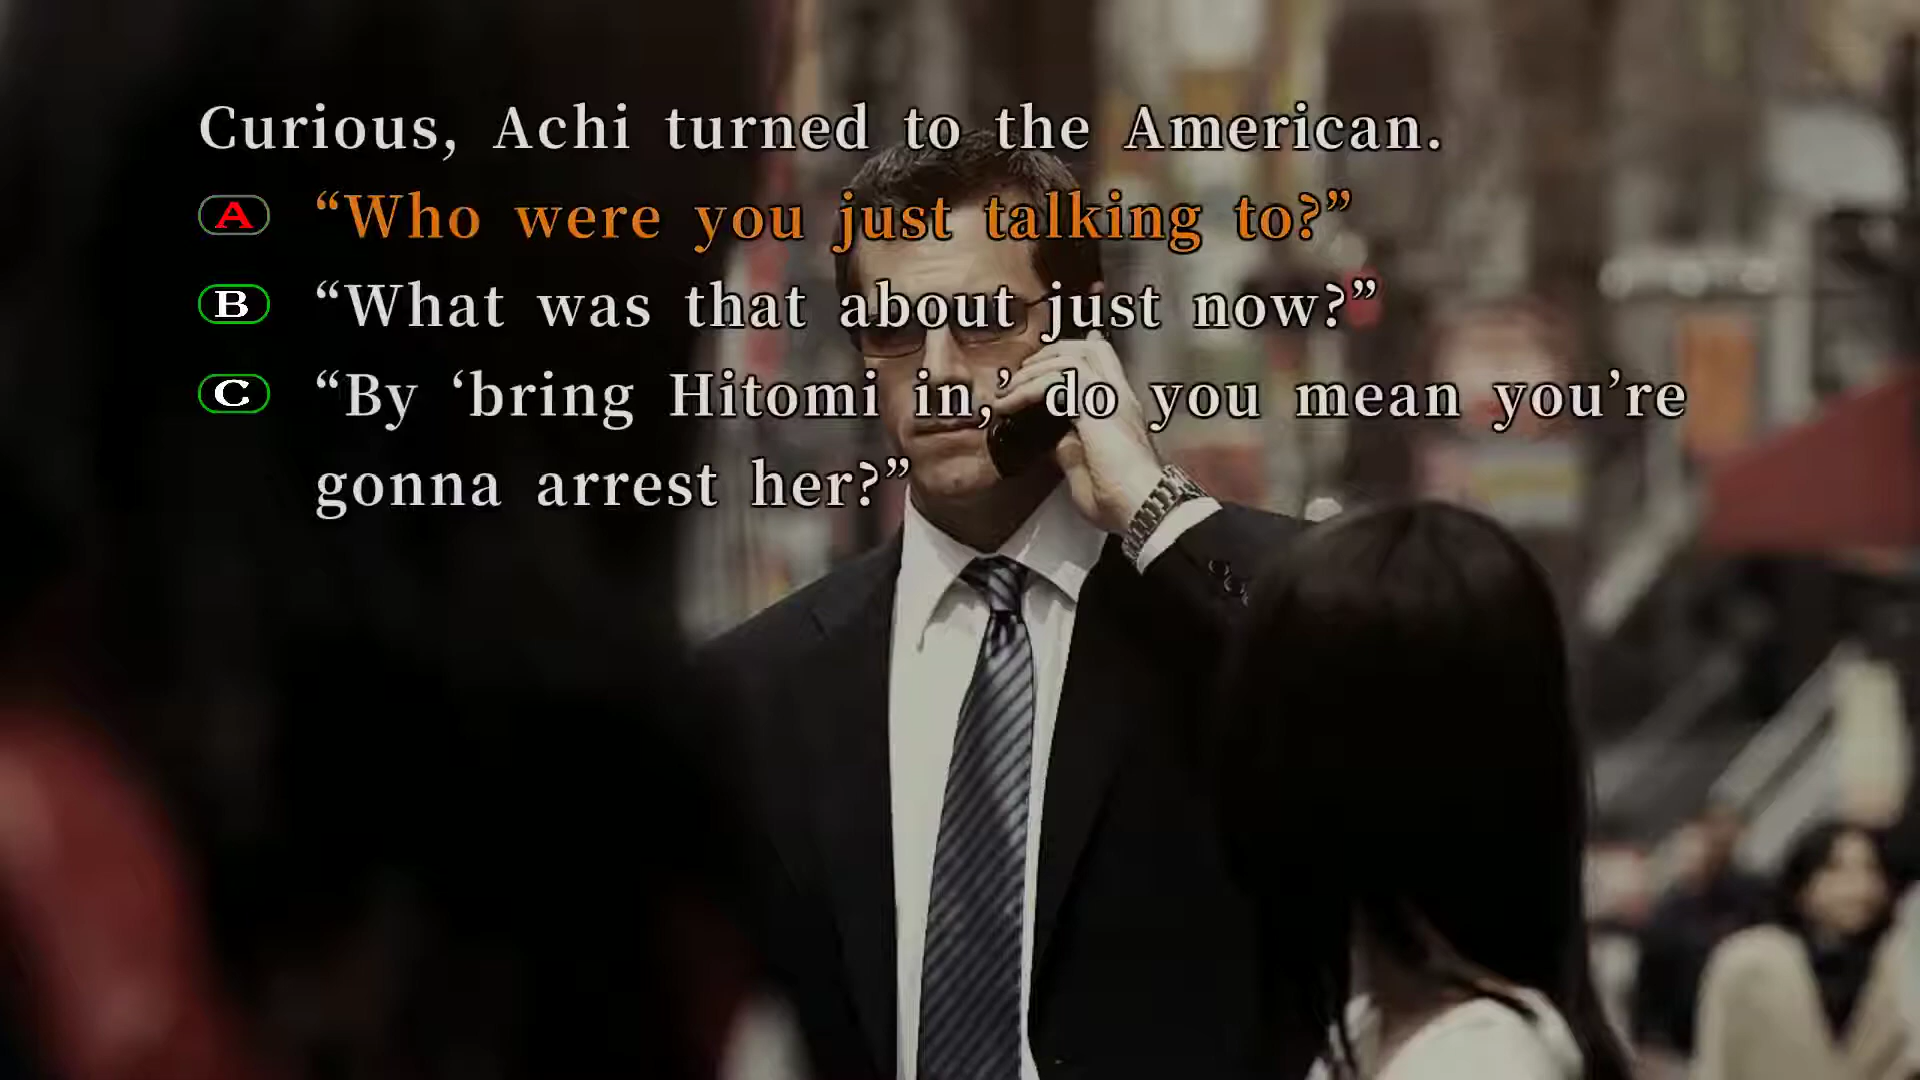 Curious, Achi turned to the American.
A “Who were you just talking to?”
B “What was that about just now?”
C “By ‘bring Hitomi in,’ do you mean you’re
gonna arrest her?”